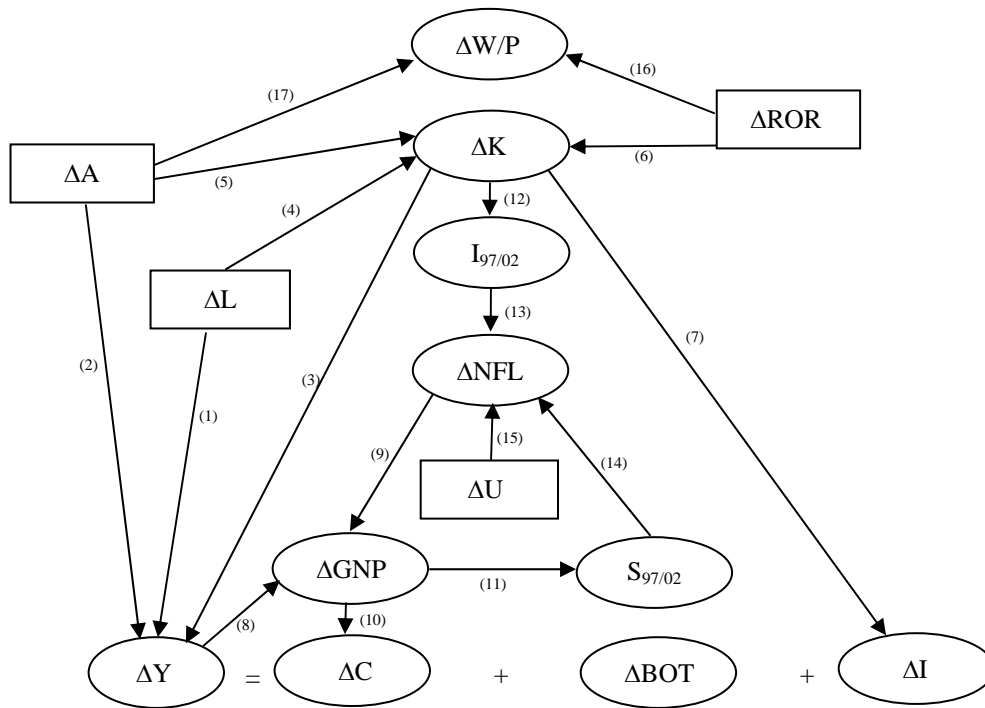 ΔW/P
(17)
(16)
ΔROR
ΔK
ΔA
(5)
(6)
(4)
(12)
I97/02
ΔL
(13)
(7)
(2)
(3)
ΔNFL
(1)
(15)
(9)
(14)
ΔU
ΔGNP
S97/02
(11)
(10)
(8)
ΔY = ΔC + ΔBOT + ΔI